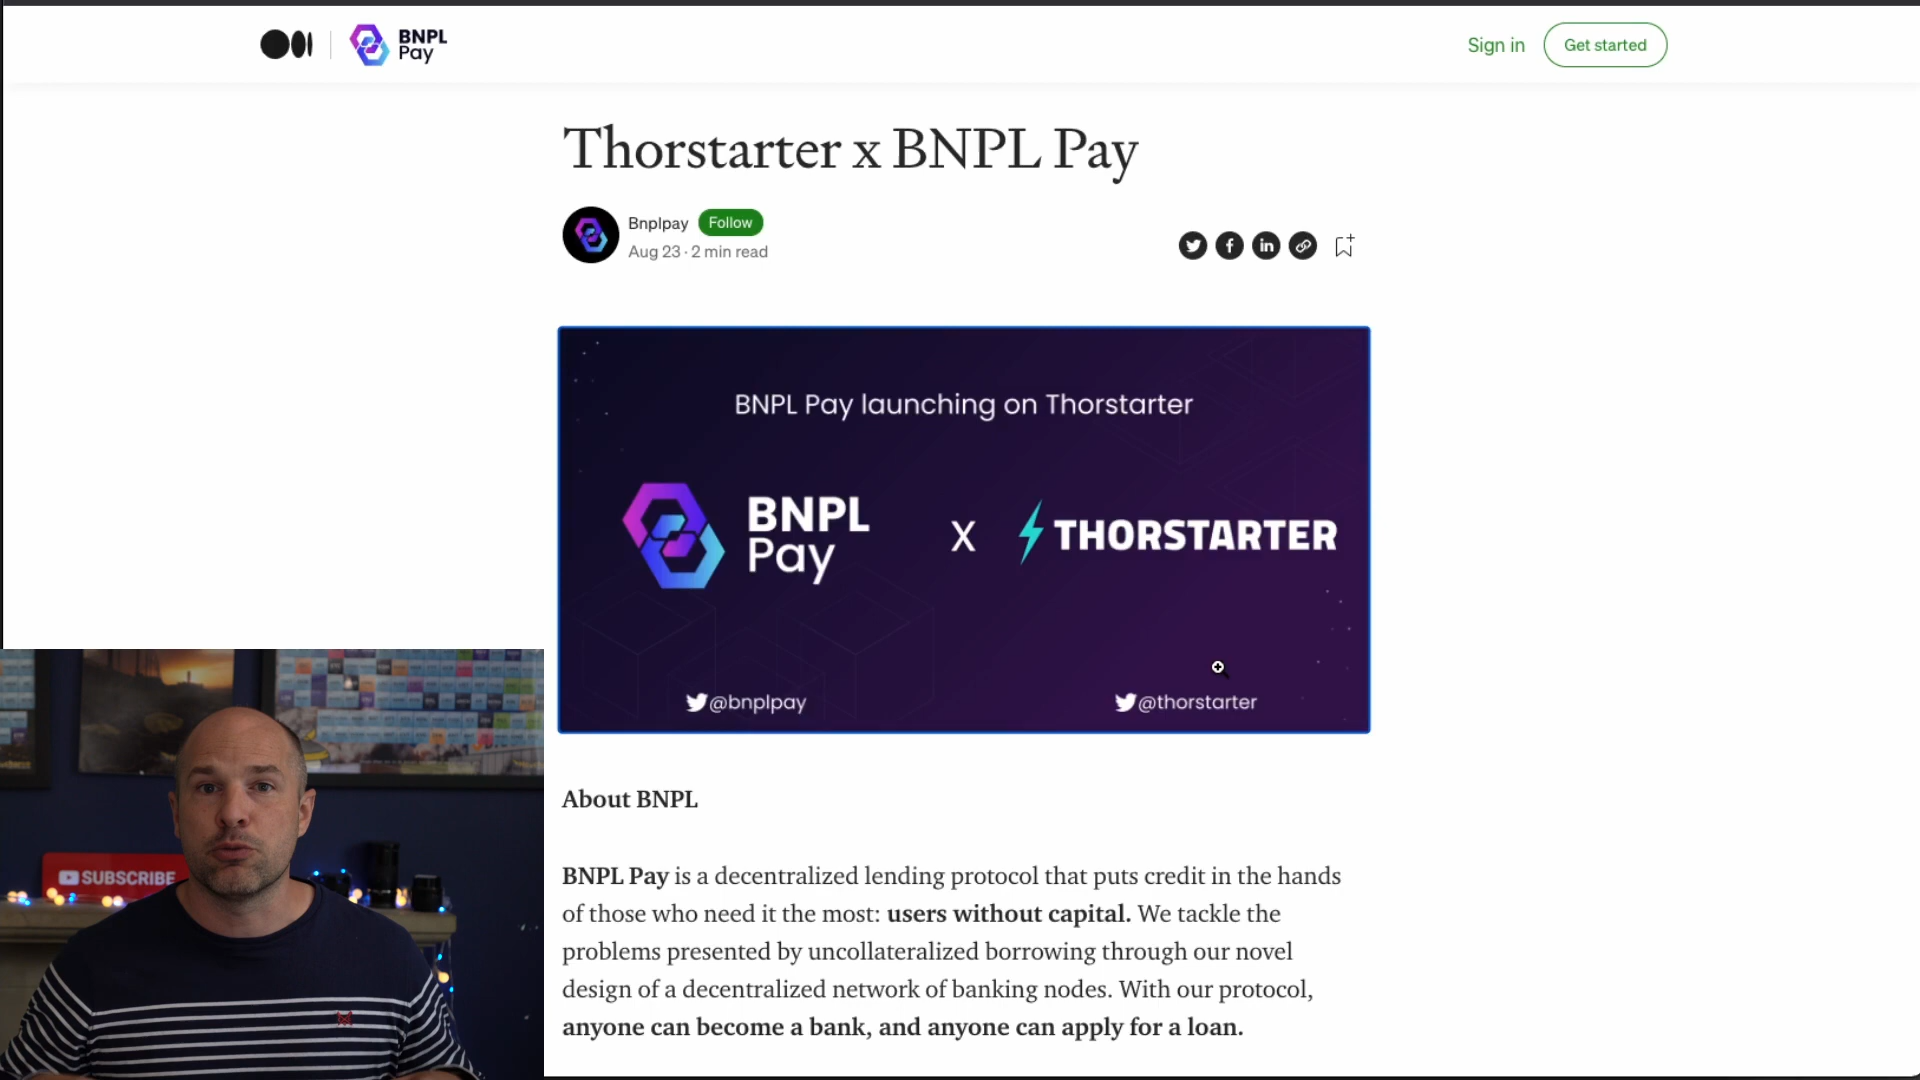 BNPL
Pay
Sign in
Get started
Thorstarter x BNPL Pay
Bnplpay
Follow
Aug 23 · 2 min read
BNPL Pay launching on Thorstarter
BNPL
Pay
X
THORSTARTER
@bnplpay
@thorstarter
About BNPL
BNPL Pay is a decentralized lending protocol that puts credit in the hands
of those who need it the most: users without capital. We tackle the
problems presented by uncollateralized borrowing through our novel
design of a decentralized network of banking nodes. With our protocol,
anyone can become a bank, and anyone can apply for a loan.
SUBSCRIBE